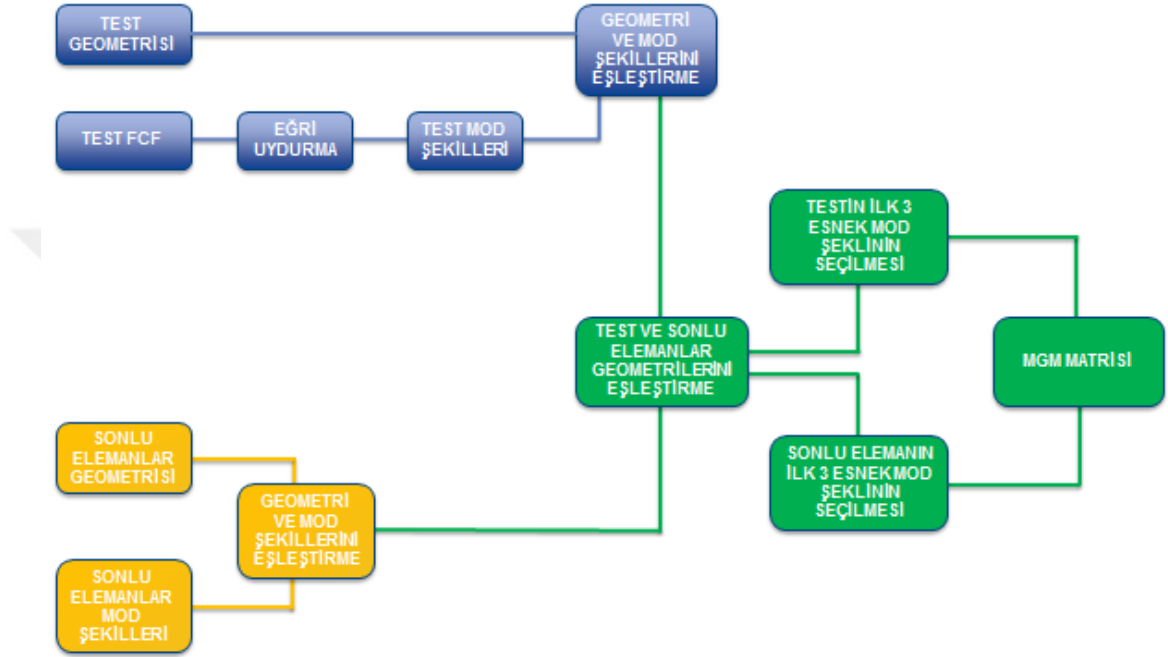 TEST
GEOMETRİSİ
GEOMETRİ
VE MOD
ŞEKİLLERİNİ
EŞLEŞTİRME
TEST FCF
EĞRİ
UYDURMA
TEST MOD
ŞEKİLLERİ
TESTİN İLK 3
ESNEK MOD
ŞEKLİNİN
SEÇİLMESİ
TEST VE SONLU
ELEMANLAR
GEOMETRİLERİNİ
EŞLEŞTİRME
MGM MATRİSİ
SONLU
ELEMANLAR
GEOMETRİSİ
SONLU ELEMANIN
İLK 3 ESNEK MOD
ŞEKLİNİN
SEÇİLMESİ
GEOMETRİ
VE MOD
ŞEKİLLERİNİ
EŞLEŞTİRME
SONLU
ELEMANLAR
MOD
ŞEKİLLERİ